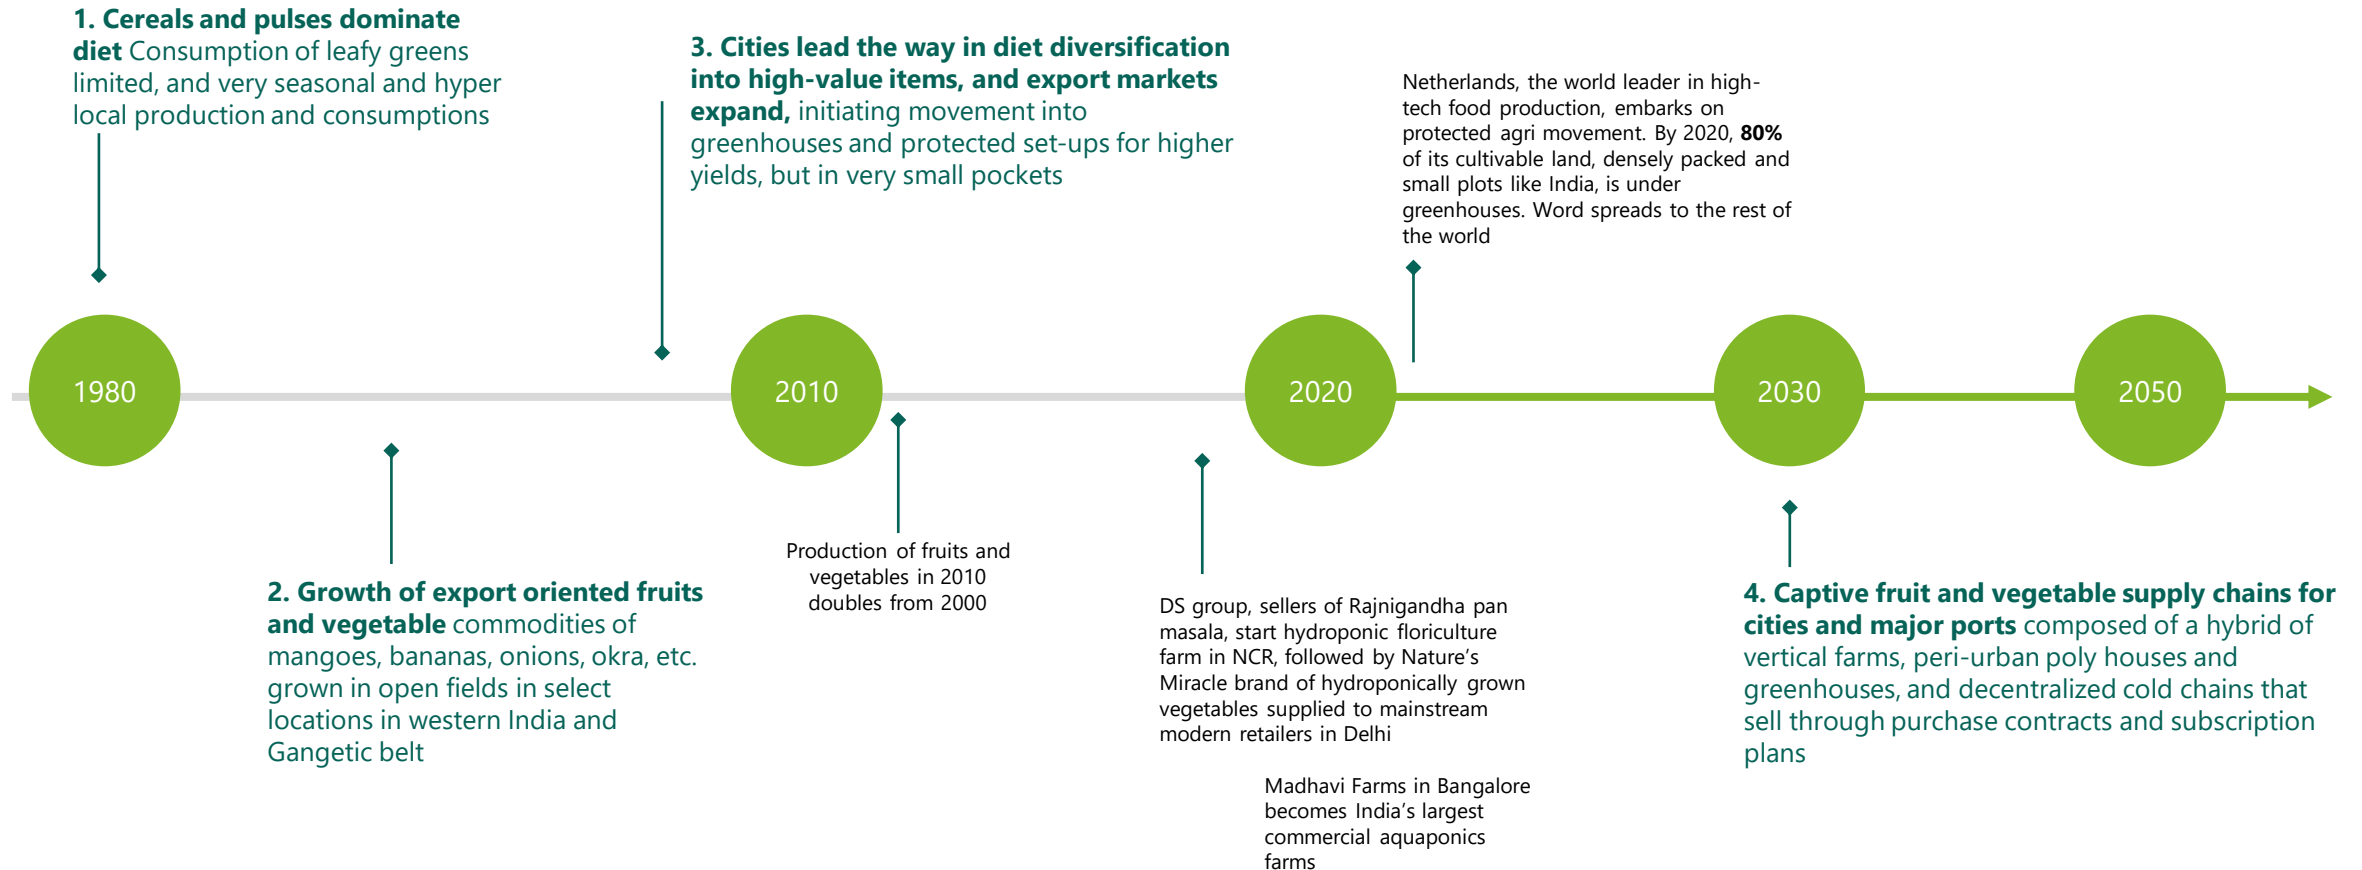 1. Cereals and pulses dominate
diet Consumption of leafy greens
limited, and very seasonal and hyper
local production and consumptions
3. Cities lead the way in diet diversification
into high-value items, and export markets
expand, initiating movement into
greenhouses and protected set-ups for higher
yields, but in very small pockets
Netherlands, the world leader in high-
tech food production, embarks on
protected agri movement. By 2020, 80%
of its cultivable land, densely packed and
small plots like India, is under
greenhouses. Word spreads to the rest of
the world
1980
2010
2020
2030
2050
2. Growth of export oriented fruits
and vegetable commodities of
mangoes, bananas, onions, okra, etc.
grown in open fields in select
locations in western India and
Gangetic belt
Production of fruits and
vegetables in 2010
doubles from 2000
DS group, sellers of Rajnigandha pan
masala, start hydroponic floriculture
farm in NCR, followed by Nature’s
Miracle brand of hydroponically grown
vegetables supplied to mainstream
modern retailers in Delhi
Madhavi Farms in Bangalore
becomes India’s largest
commercial aquaponics
farms
4. Captive fruit and vegetable supply chains for
cities and major ports composed of a hybrid of
vertical farms, peri-urban poly houses and
greenhouses, and decentralized cold chains that
sell through purchase contracts and subscription
plans